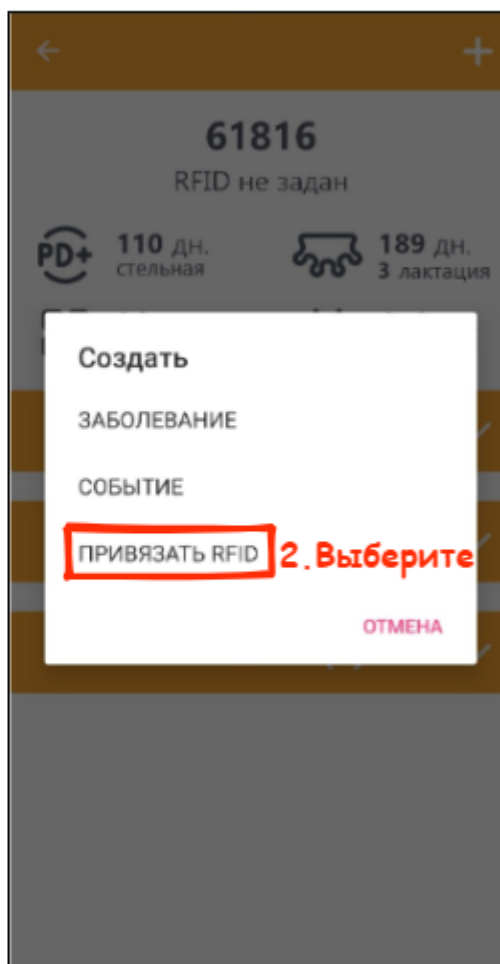 61816
RFID не задан
PD+ 110 дн. 189 дн.
стельная 3 лактация
Создать
ЗАБОЛЕВАНИЕ
СОБЫТИЕ
ПРИВЯЗАТЬ RFID 2.Выберите
ОТМЕНА